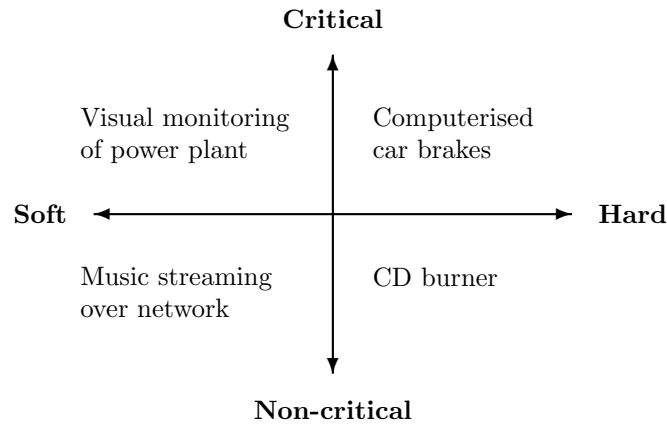 Critical
Visual monitoring
of power plant
Computerised
car brakes
Soft
Hard
Music streaming
over network
CD burner
Non-critical